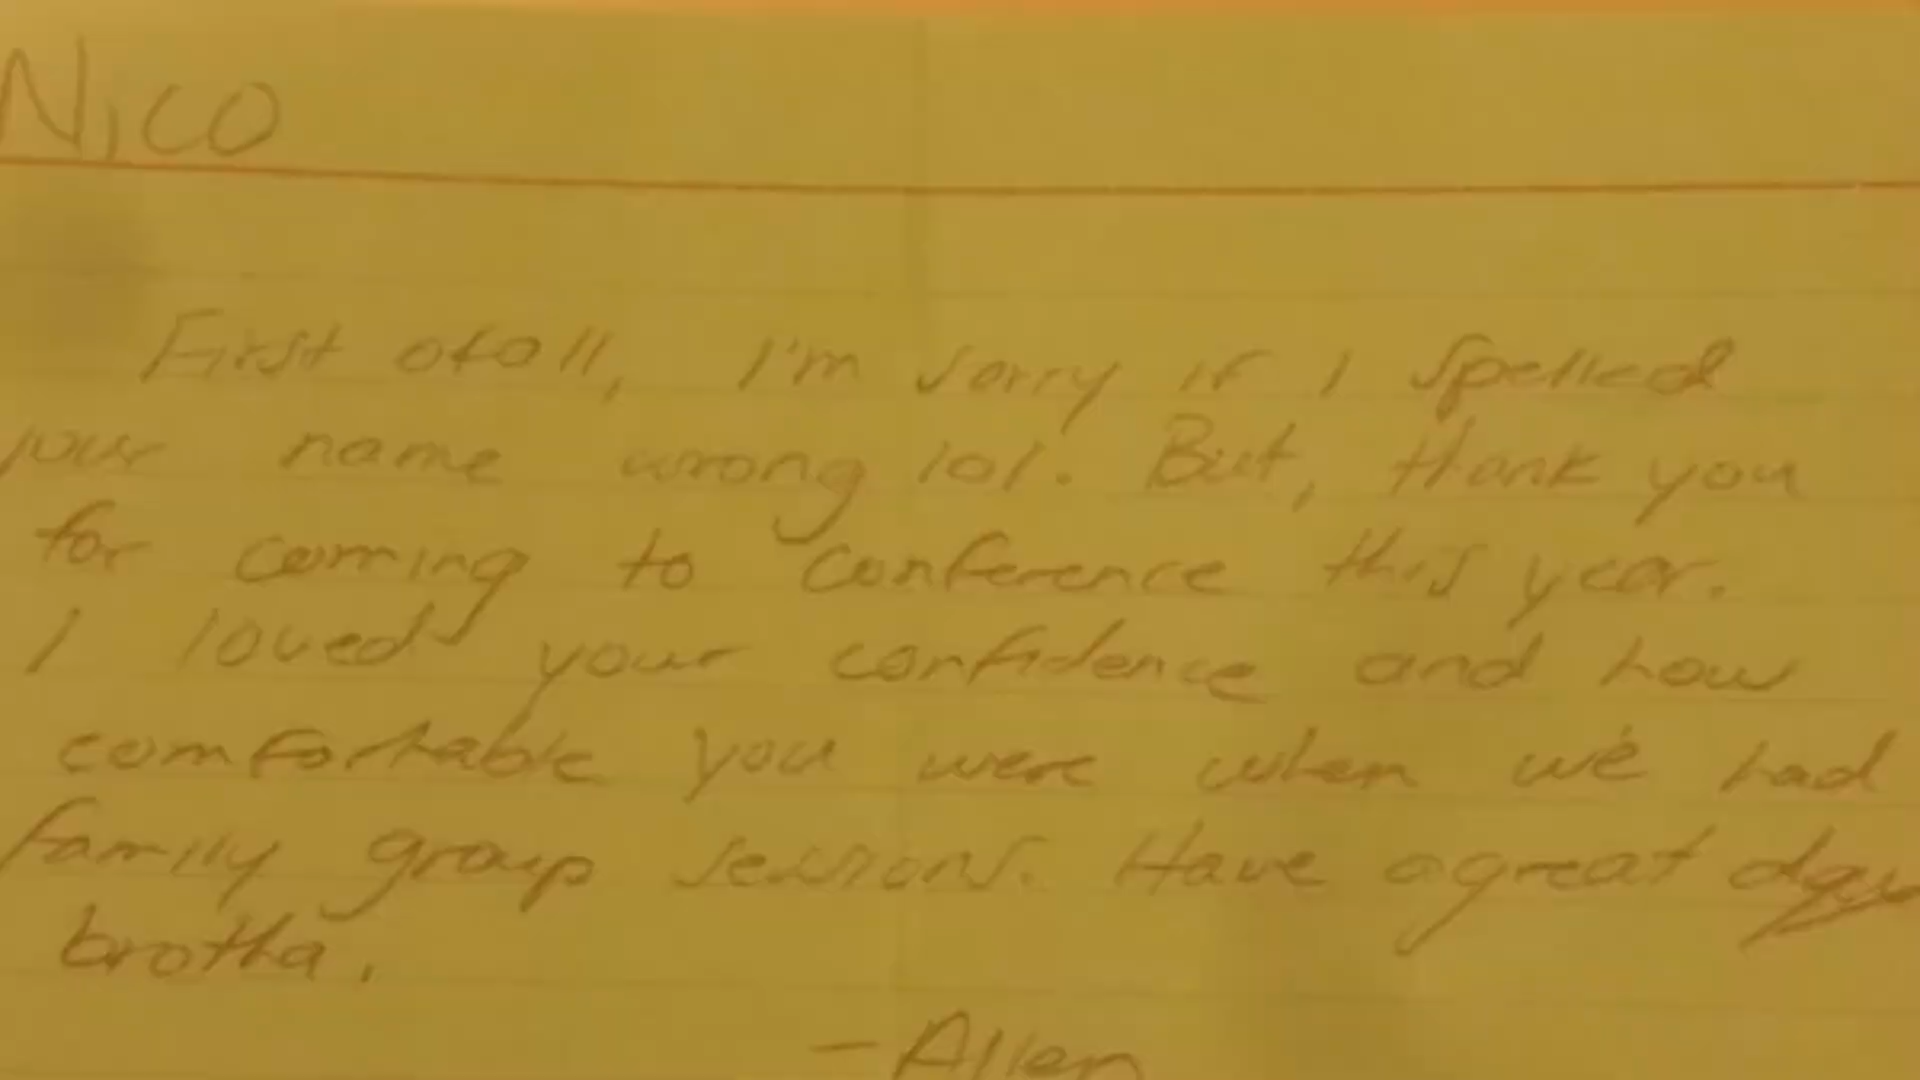 Nico
First of all, I'm sorry if I spelled
your name wrong lol. But, thank you
for coming to conference this year.
I loved your confidence and how
comfortable you were when we had
family group sessions. Have a great day
brotha.
- Allen